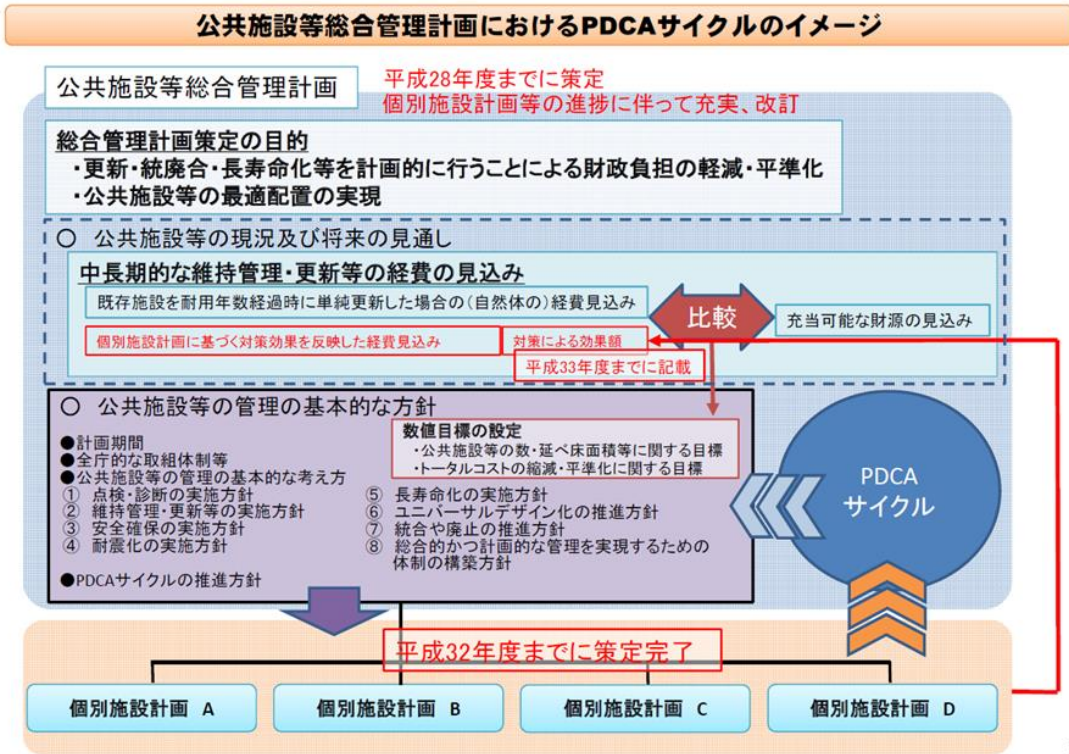 公共施設等総合管理計画におけるPDCAサイクルのイメージ
公共施設等総合管理計画
平成28年度までに策定
個別施設計画等の進捗に伴って充実、改訂
総合管理計画策定の目的
・更新・統廃合・長寿命化等を計画的に行うことによる財政負担の軽減・平準化
・公共施設等の最適配置の実現
○ 公共施設等の現況及び将来の見通し
中長期的な維持管理・更新等の経費の見込み
既存施設を耐用年数経過時に単純更新した場合の(自然体の)経費見込み
比較
充当可能な財源の見込み
個別施設計画に基づく対策効果を反映した経費見込み
対策による効果額
平成33年度までに記載
○ 公共施設等の管理の基本的な方針
●計画期間
●全庁的な取組体制等
●公共施設等の管理の基本的な考え方
① 点検・診断の実施方針
② 維持管理・更新等の実施方針
③ 安全確保の実施方針
④ 耐震化の実施方針
●PDCAサイクルの推進方針
数値目標の設定
・公共施設等の数・延べ床面積等に関する目標
・トータルコストの縮減・平準化に関する目標
⑤ 長寿命化の実施方針
⑥ ユニバーサルデザイン化の推進方針
⑦ 統合や廃止の推進方針
⑧ 総合的かつ計画的な管理を実現するための
体制の構築方針
PDCA
サイクル
平成32年度までに策定完了
個別施設計画 A
個別施設計画 B
個別施設計画 C
個別施設計画 D